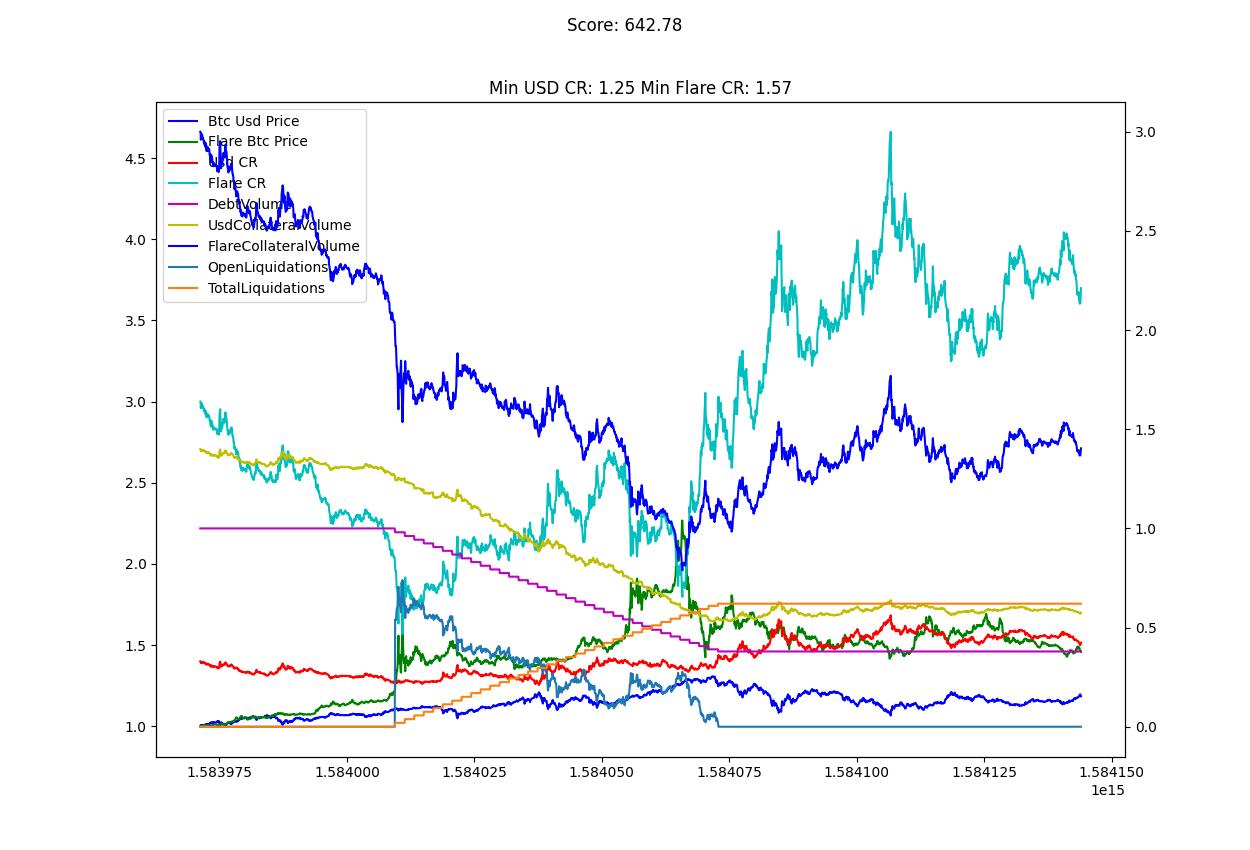 Score: 642.78
Min USD CR: 1.25 Min Flare CR: 1.57
Btc Usd Price
Flare Btc Price
Usd CR
Flare CR
DebtVolume
UsdCollateralVolume
FlareCollateralVolume
OpenLiquidations
TotalLiquidations
4.5
4.0
3.5
3.0
2.5
2.0
1.5
1.0
3.0
2.5
2.0
1.5
1.0
0.5
0.0
1.583975 1.584000 1.584025 1.584050 1.584075 1.584100 1.584125 1.584150
1e15